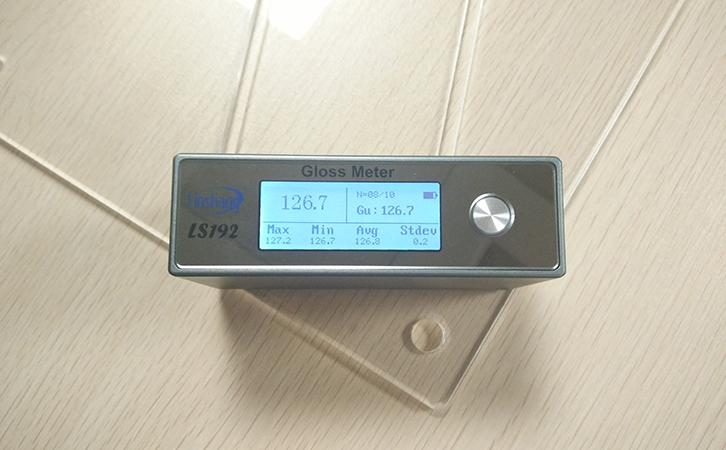 Gloss Meter
Linshang
LS192
126.7
N=08/10
Gu: 126.7
Max Min Avg Stdev
127.2 126.7 126.8 0.2